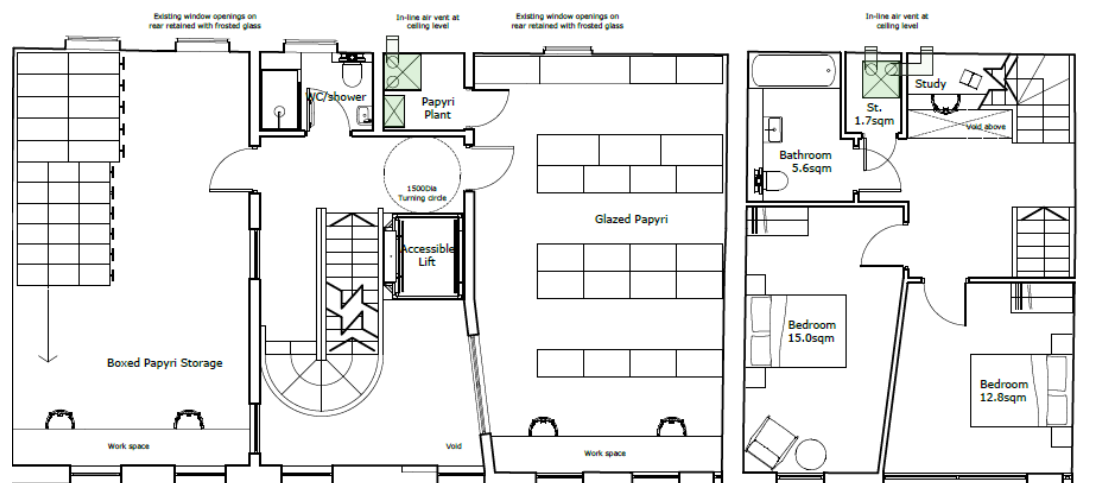 Existing window openings on
rear retained with frosted glass
In-line air vent at
ceiling level
Existing window openings on
rear retained with frosted glass
In-line air vent at
ceiling level
WC/shower
Papyri
Plant
St.
1.7sqm
Study
Void above
Bathroom
5.6sqm
1500Dia
Turning circle
Glazed Papyri
Accessible
Lift
Boxed Papyri Storage
Bedroom
15.0sqm
Bedroom
12.8sqm
Work space
Void
Work space